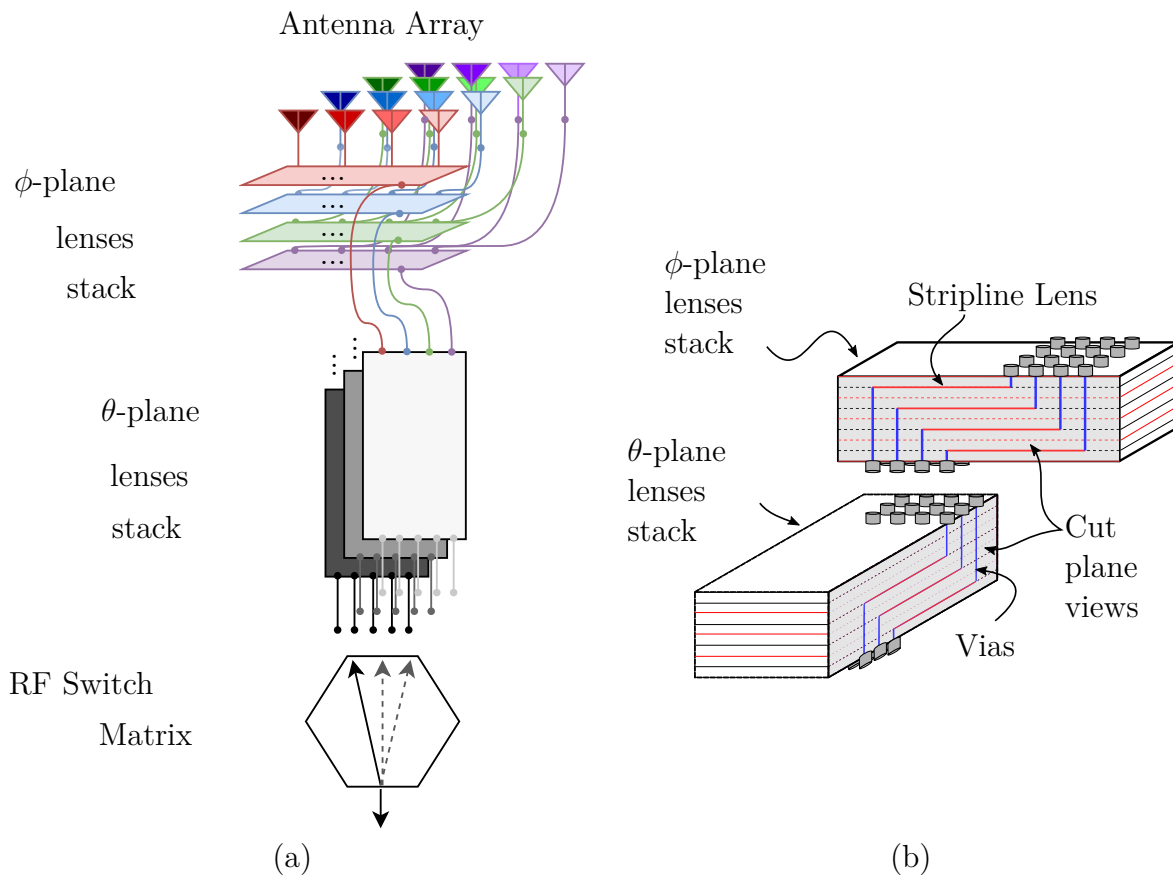 Antenna Array
ϕ-plane
lenses
stack
...
...
...
...
θ-plane
lenses
stack
RF Switch
Matrix
(a)
ϕ-plane
lenses
stack
Stripline Lens
θ-plane
lenses
stack
Cut
plane
views
Vias
(b)